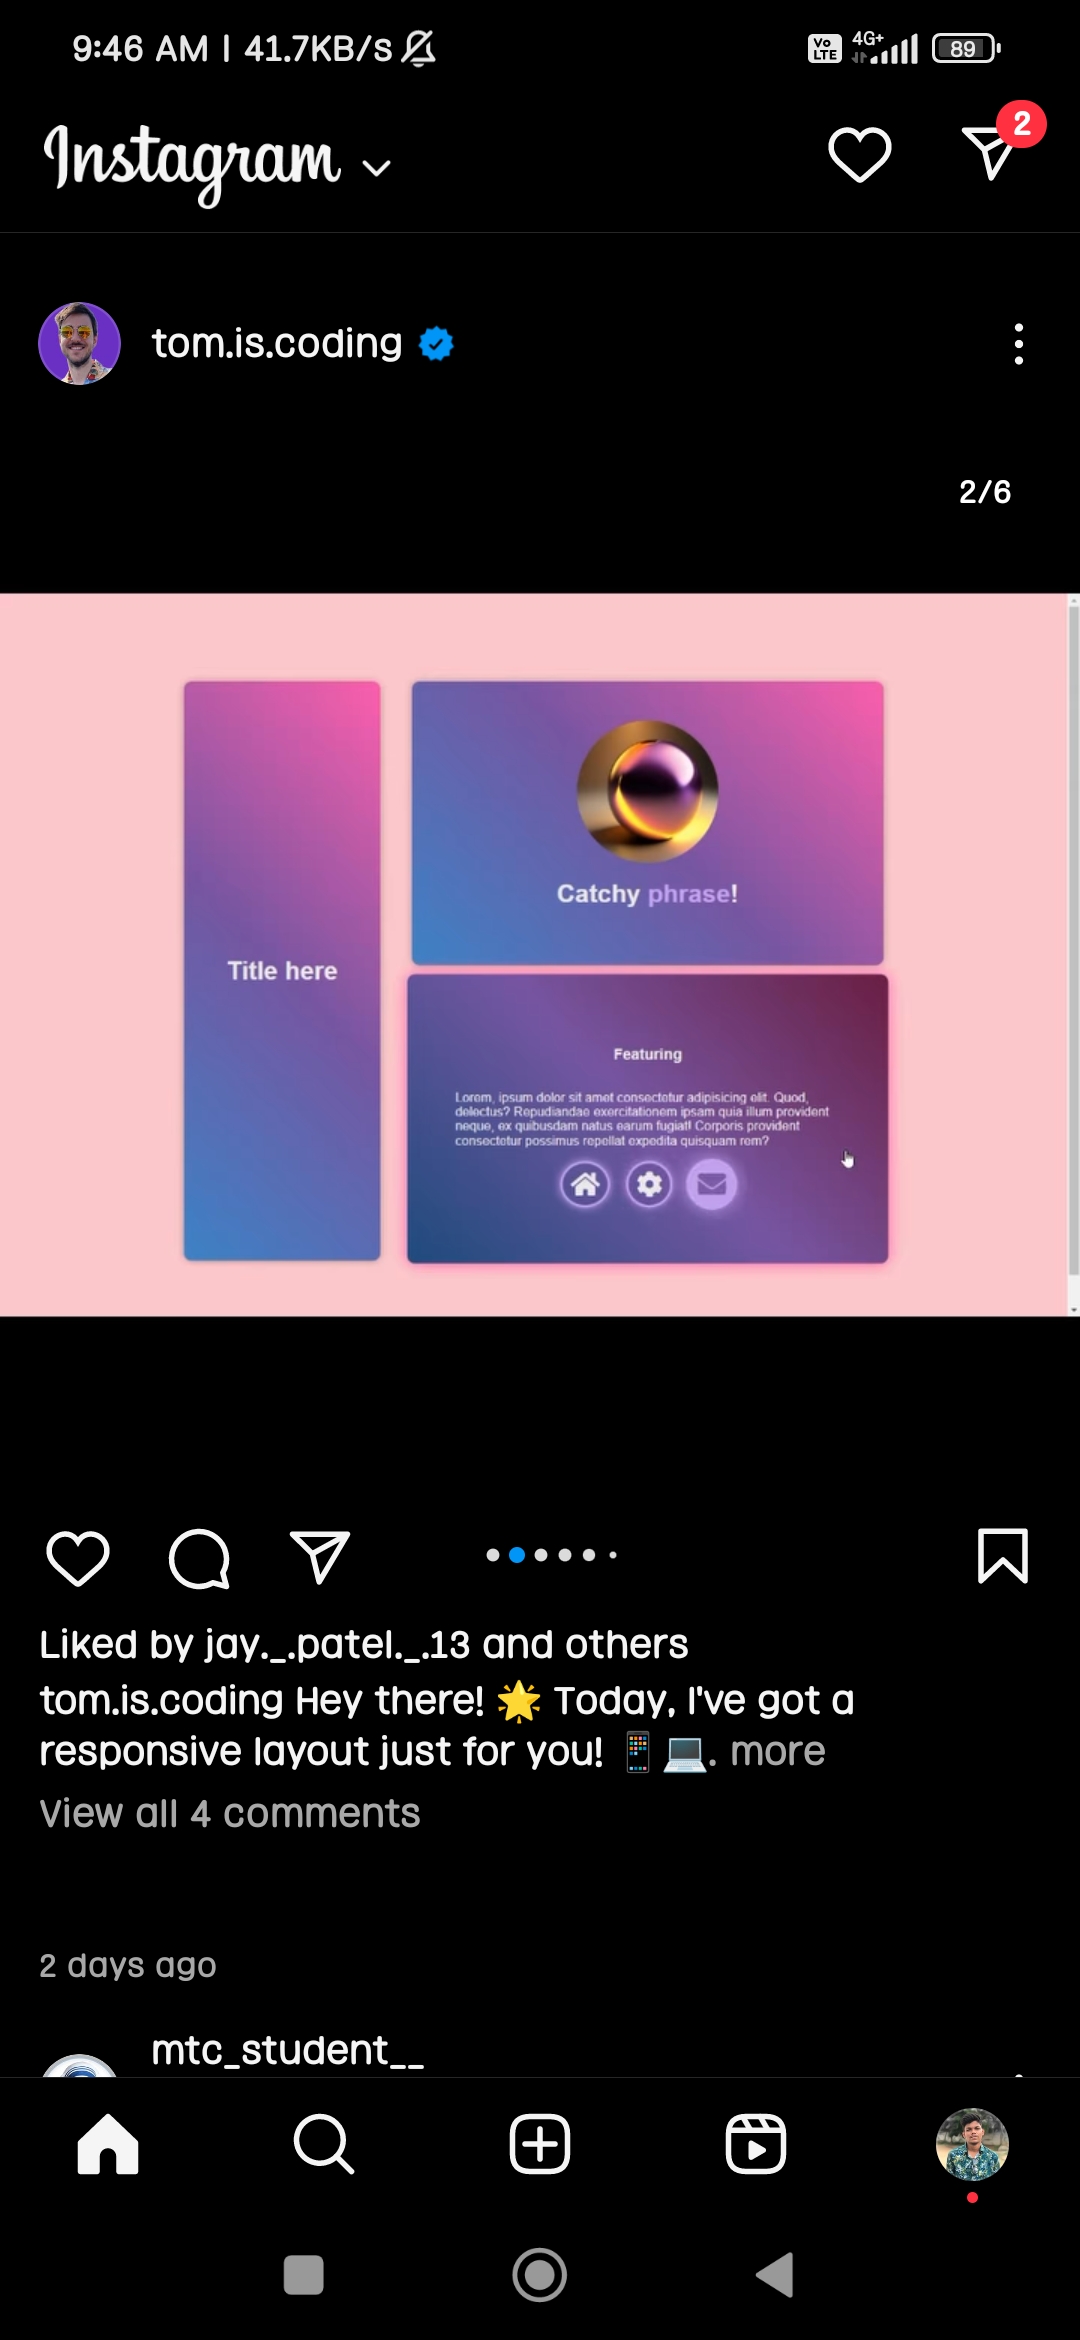 9:46 AM | 41.7KB/s
Vo LTE 4G+ 89
Instagram
2
tom.is.coding
2/6
Title here
Catchy phrase!
Featuring
Lorem, ipsum dolor sit amet consectetur adipisicing elit. Quod,
delectus? Repudiandae exercitationem ipsam quia illum provident
neque, ex quibusdam natus earum fugiat! Corporis provident
consectetur possimus repellat expedita quisquam rem?
Liked by jay._.patel._.13 and others
tom.is.coding Hey there! 🌟 Today, I've got a
responsive layout just for you! 📱💻. more
View all 4 comments
2 days ago
mtc_student__